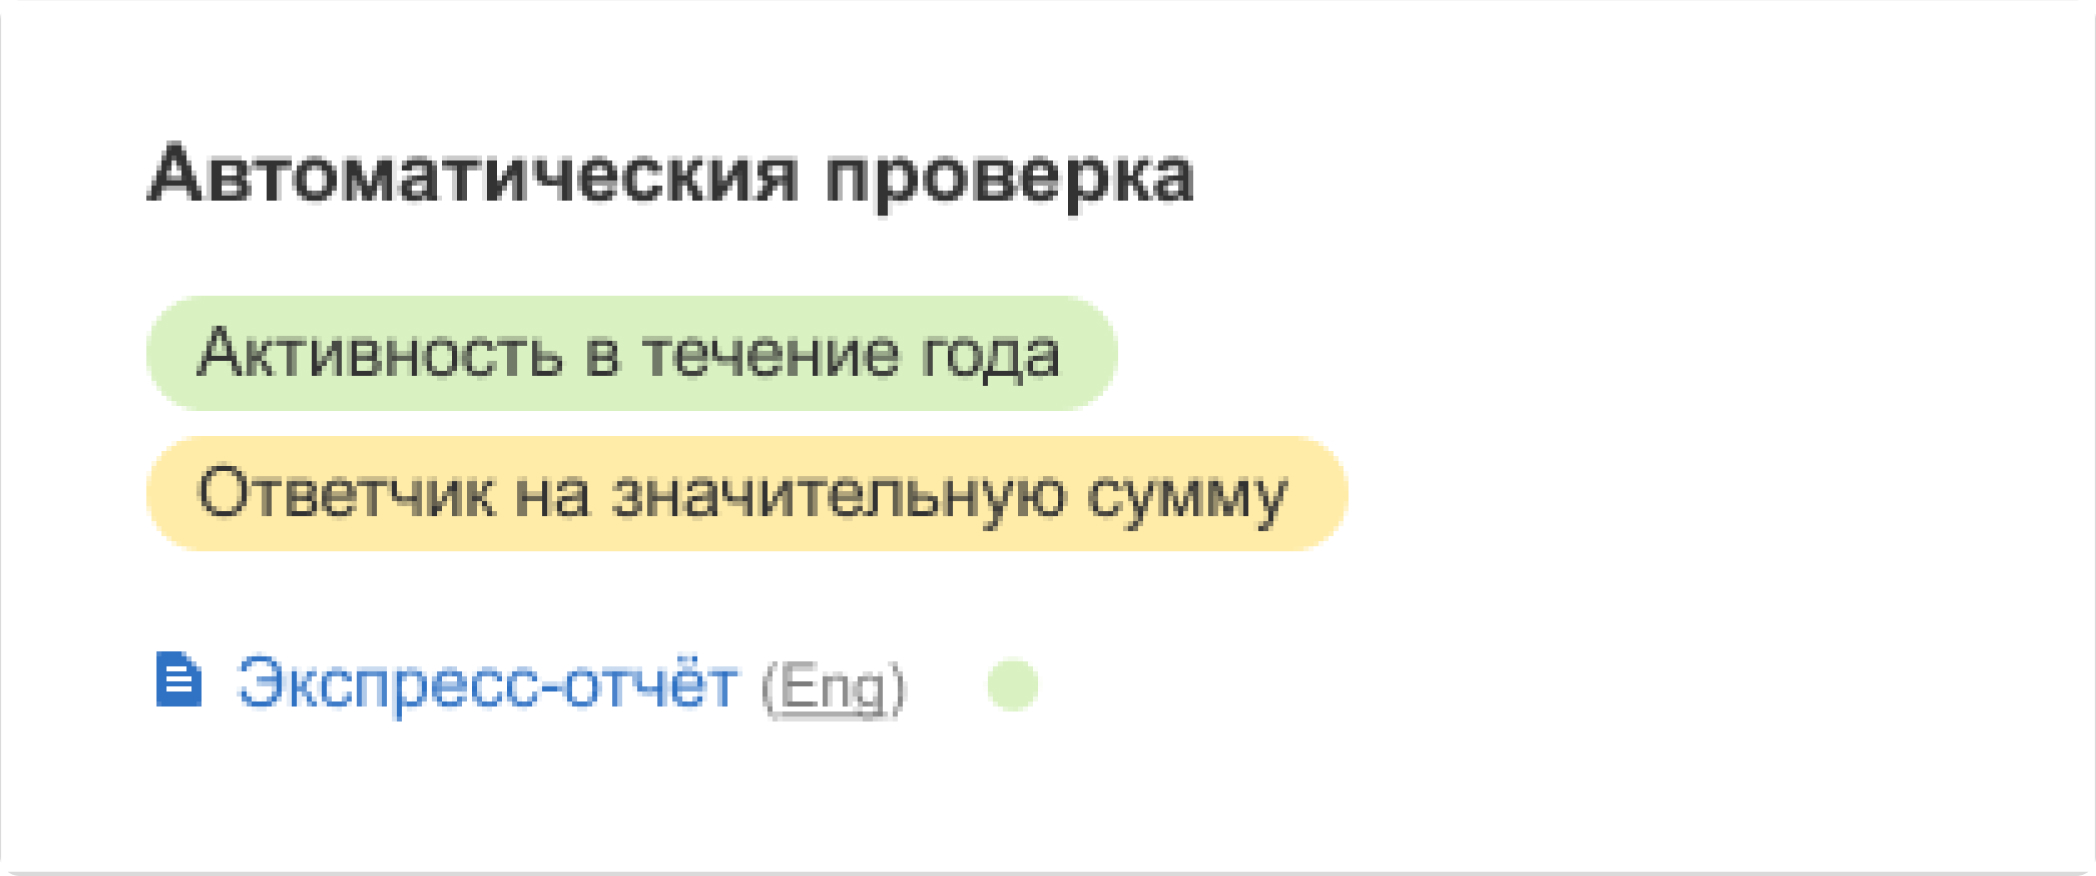 Автоматическия проверка
Активность в течение года
Ответчик на значительную сумму
Экспресс-отчёт (Eng)